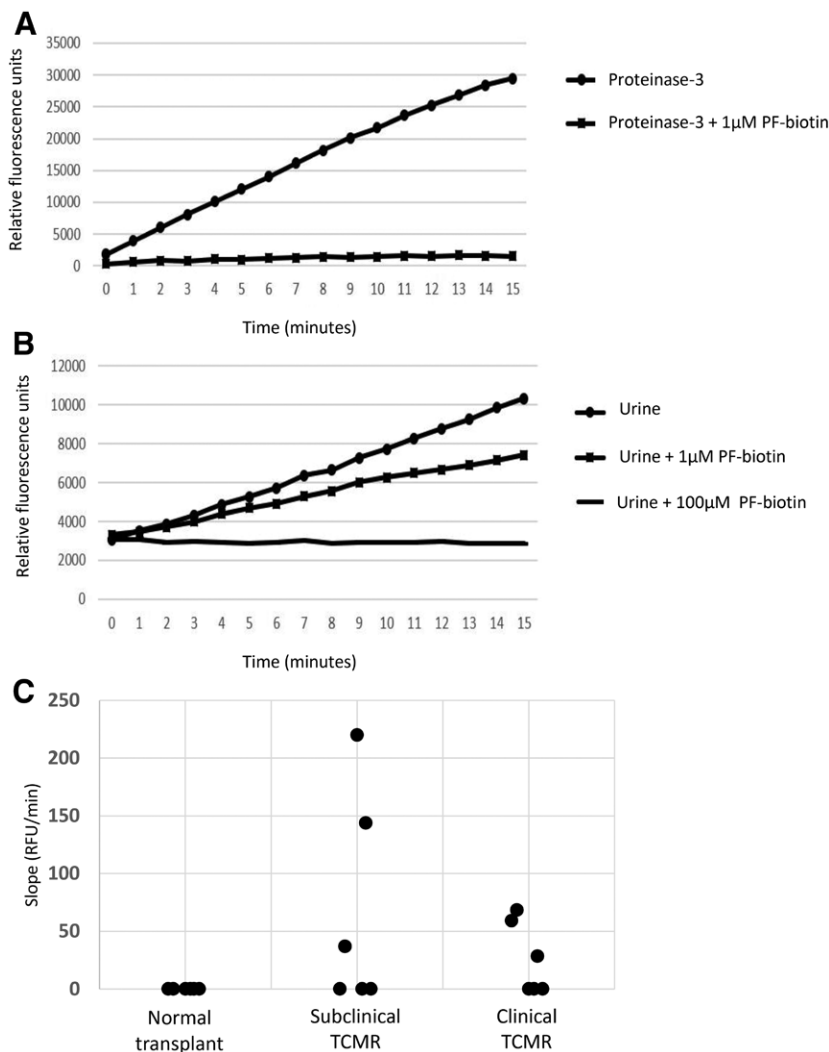 A
35000
30000
25000
20000
15000
10000
5000
0
Relative fluorescence units
0 1 2 3 4 5 6 7 8 9 10 11 12 13 14 15
Time (minutes)
Proteinase-3
Proteinase-3 + 1µM PF-biotin
B
12000
10000
8000
6000
4000
2000
0
Relative fluorescence units
0 1 2 3 4 5 6 7 8 9 10 11 12 13 14 15
Time (minutes)
Urine
Urine + 1µM PF-biotin
Urine + 100µM PF-biotin
C
250
200
150
100
50
0
Slope (RFU/min)
Normal
transplant
Subclinical
TCMR
Clinical
TCMR